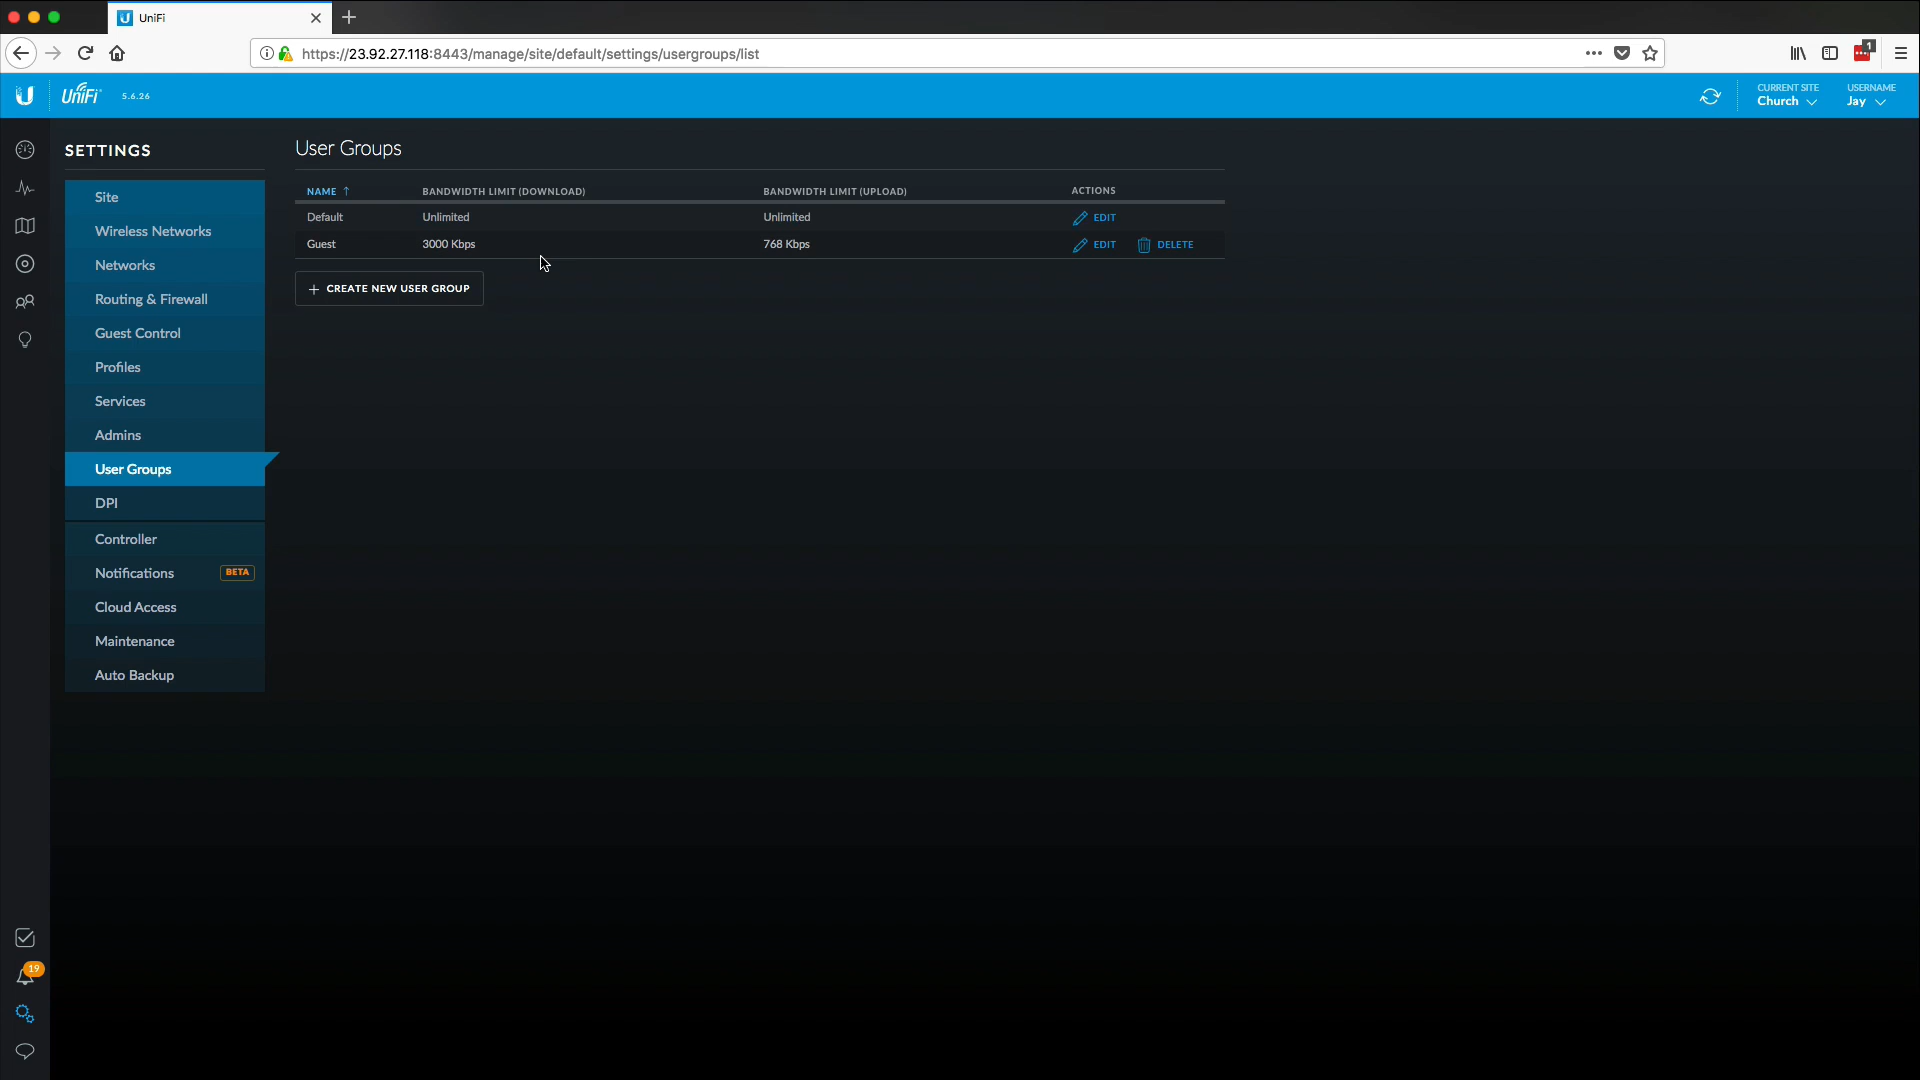 UniFi
https://23.92.27.118:8443/manage/site/default/settings/usergroups/list
1
UniFi 5.6.26
CURRENT SITE
Church
USERNAME
Jay
SETTINGS
Site
Wireless Networks
Networks
Routing & Firewall
Guest Control
Profiles
Services
Admins
User Groups
DPI
Controller
Notifications BETA
Cloud Access
Maintenance
Auto Backup
19
User Groups
NAME ↑ BANDWIDTH LIMIT (DOWNLOAD) BANDWIDTH LIMIT (UPLOAD) ACTIONS
Default Unlimited Unlimited EDIT
Guest 3000 Kbps 768 Kbps EDIT DELETE
+ CREATE NEW USER GROUP